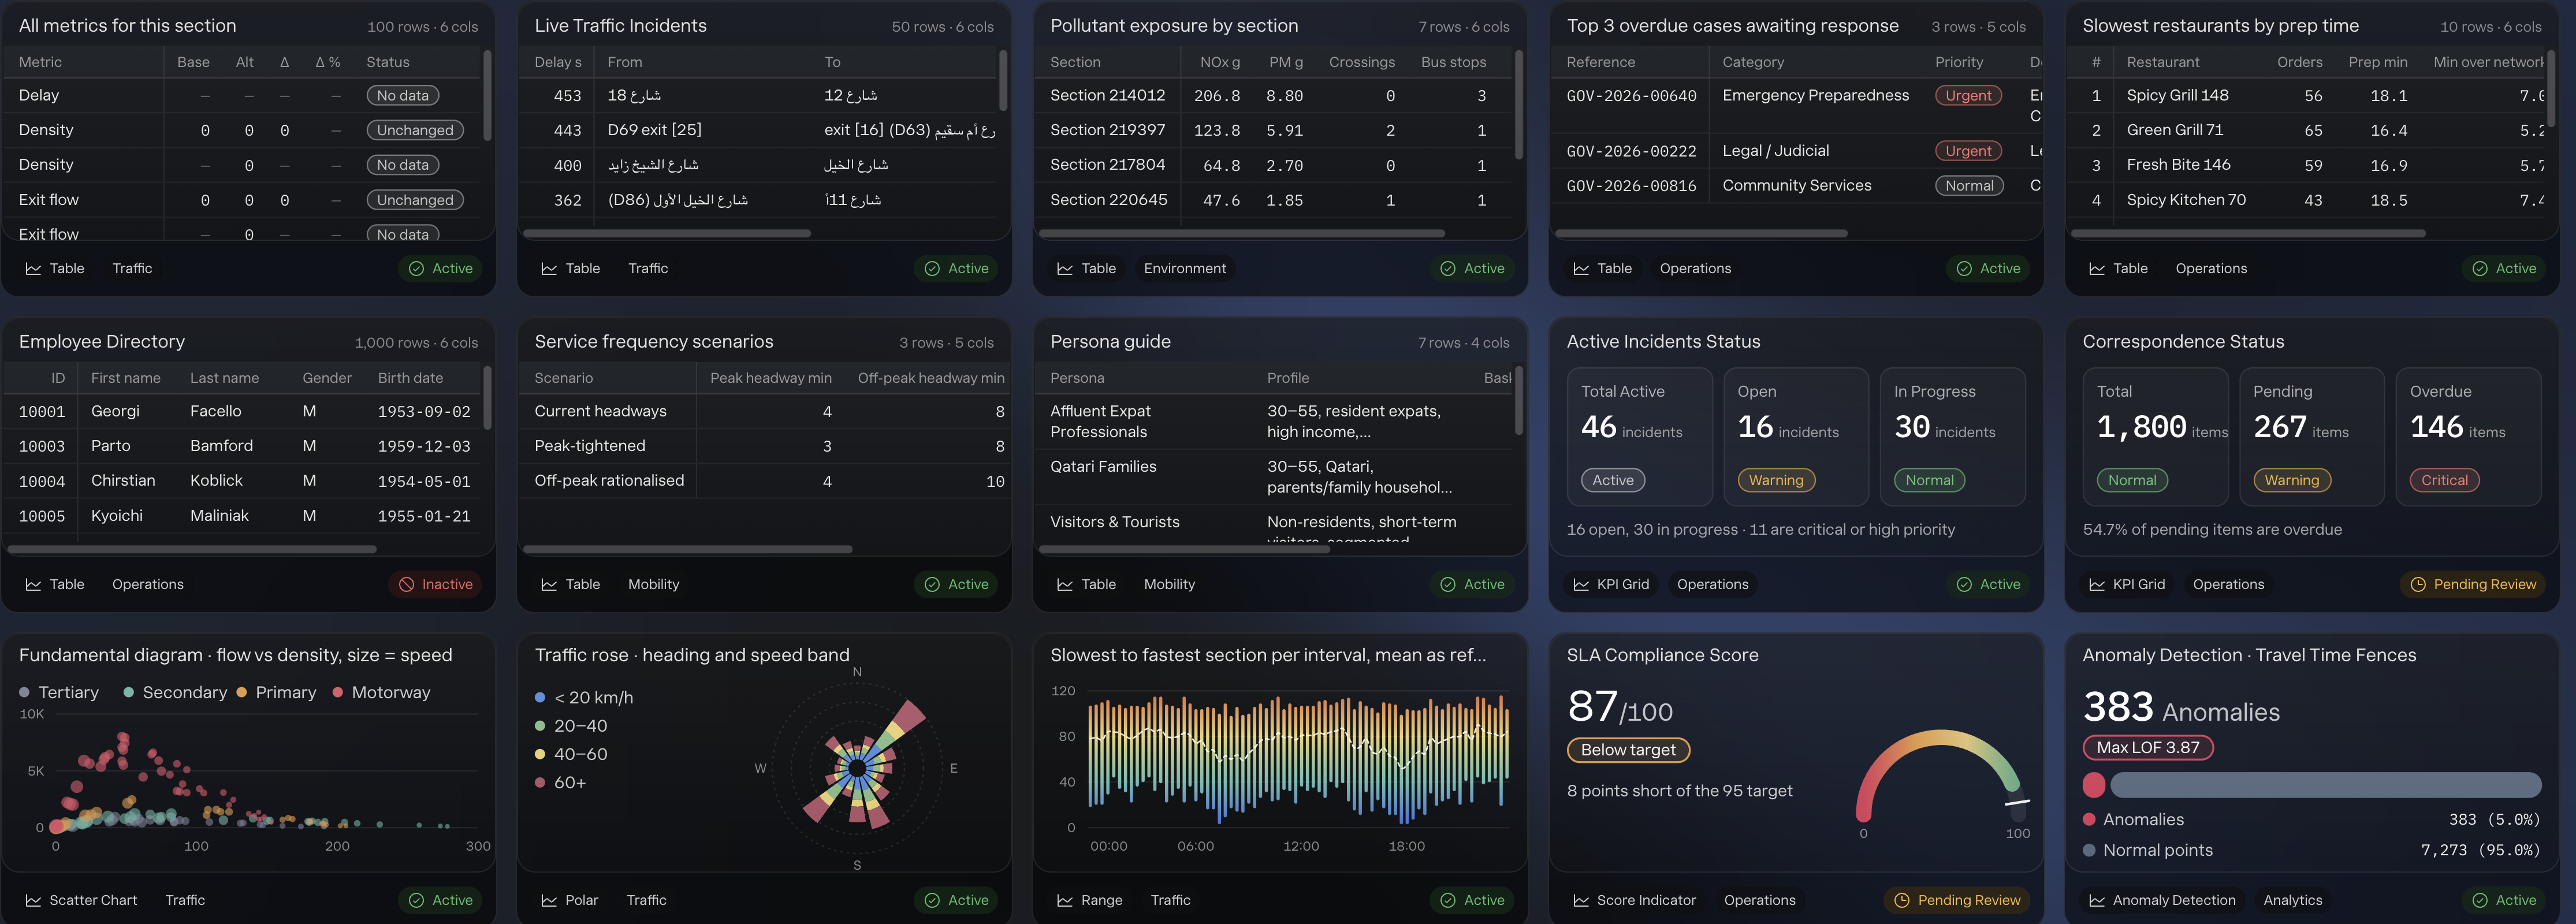 All metrics for this section 100 rows · 6 cols
Metric Base Alt Δ Δ % Status
Delay – – – – No data
Density 0 0 0 – Unchanged
Density – 0 – – No data
Exit flow 0 0 0 – Unchanged
Exit flow – 0 – – No data
Table Traffic Active
Live Traffic Incidents 50 rows · 6 cols
Delay s From To
453 شارع 18 شارع 12
443 D69 exit [25] exit [16] (D63) رع أم سقيم
400 شارع الشيخ زايد شارع الخيل
362 شارع الخيل الأول (D86) شارع 11أ
Table Traffic Active
Pollutant exposure by section 7 rows · 6 cols
Section NOx g PM g Crossings Bus stops
Section 214012 206.8 8.80 0 3
Section 219397 123.8 5.91 2 1
Section 217804 64.8 2.70 0 1
Section 220645 47.6 1.85 1 1
Table Environment Active
Top 3 overdue cases awaiting response 3 rows · 5 cols
Reference Category Priority
GOV-2026-00640 Emergency Preparedness Urgent
GOV-2026-00222 Legal / Judicial Urgent
GOV-2026-00816 Community Services Normal
Table Operations Active
Slowest restaurants by prep time 10 rows · 6 cols
# Restaurant Orders Prep min Min over network
1 Spicy Grill 148 56 18.1
2 Green Grill 71 65 16.4
3 Fresh Bite 146 59 16.9
4 Spicy Kitchen 70 43 18.5
Table Operations Active
Employee Directory 1,000 rows · 6 cols
ID First name Last name Gender Birth date
10001 Georgi Facello M 1953-09-02
10003 Parto Bamford M 1959-12-03
10004 Chirstian Koblick M 1954-05-01
10005 Kyoichi Maliniak M 1955-01-21
Table Operations Inactive
Service frequency scenarios 3 rows · 5 cols
Scenario Peak headway min Off-peak headway min
Current headways 4 8
Peak-tightened 3 8
Off-peak rationalised 4 10
Table Mobility Active
Persona guide 7 rows · 4 cols
Persona Profile
Affluent Expat Professionals 30–55, resident expats,
high income,...
Qatari Families 30–55, Qatari,
parents/family househol...
Visitors & Tourists Non-residents, short-term
visitors, segmented
Table Mobility Active
Active Incidents Status
Total Active Open In Progress
46 incidents 16 incidents 30 incidents
Active Warning Normal
16 open, 30 in progress · 11 are critical or high priority
KPI Grid Operations Active
Correspondence Status
Total Pending Overdue
1,800 items 267 items 146 items
Normal Warning Critical
54.7% of pending items are overdue
KPI Grid Operations Pending Review
Fundamental diagram · flow vs density, size = speed
Tertiary Secondary Primary Motorway
10K
5K
0
0 100 200 300
Scatter Chart Traffic Active
Traffic rose · heading and speed band
N
< 20 km/h
20–40
40–60
60+
W E
S
Polar Traffic Active
Slowest to fastest section per interval, mean as ref...
120
80
40
0
00:00 06:00 12:00 18:00
Range Traffic Active
SLA Compliance Score
87/100
Below target
8 points short of the 95 target
0 100
Score Indicator Operations Pending Review
Anomaly Detection · Travel Time Fences
383 Anomalies
Max LOF 3.87
Anomalies 383 (5.0%)
Normal points 7,273 (95.0%)
Anomaly Detection Analytics Active